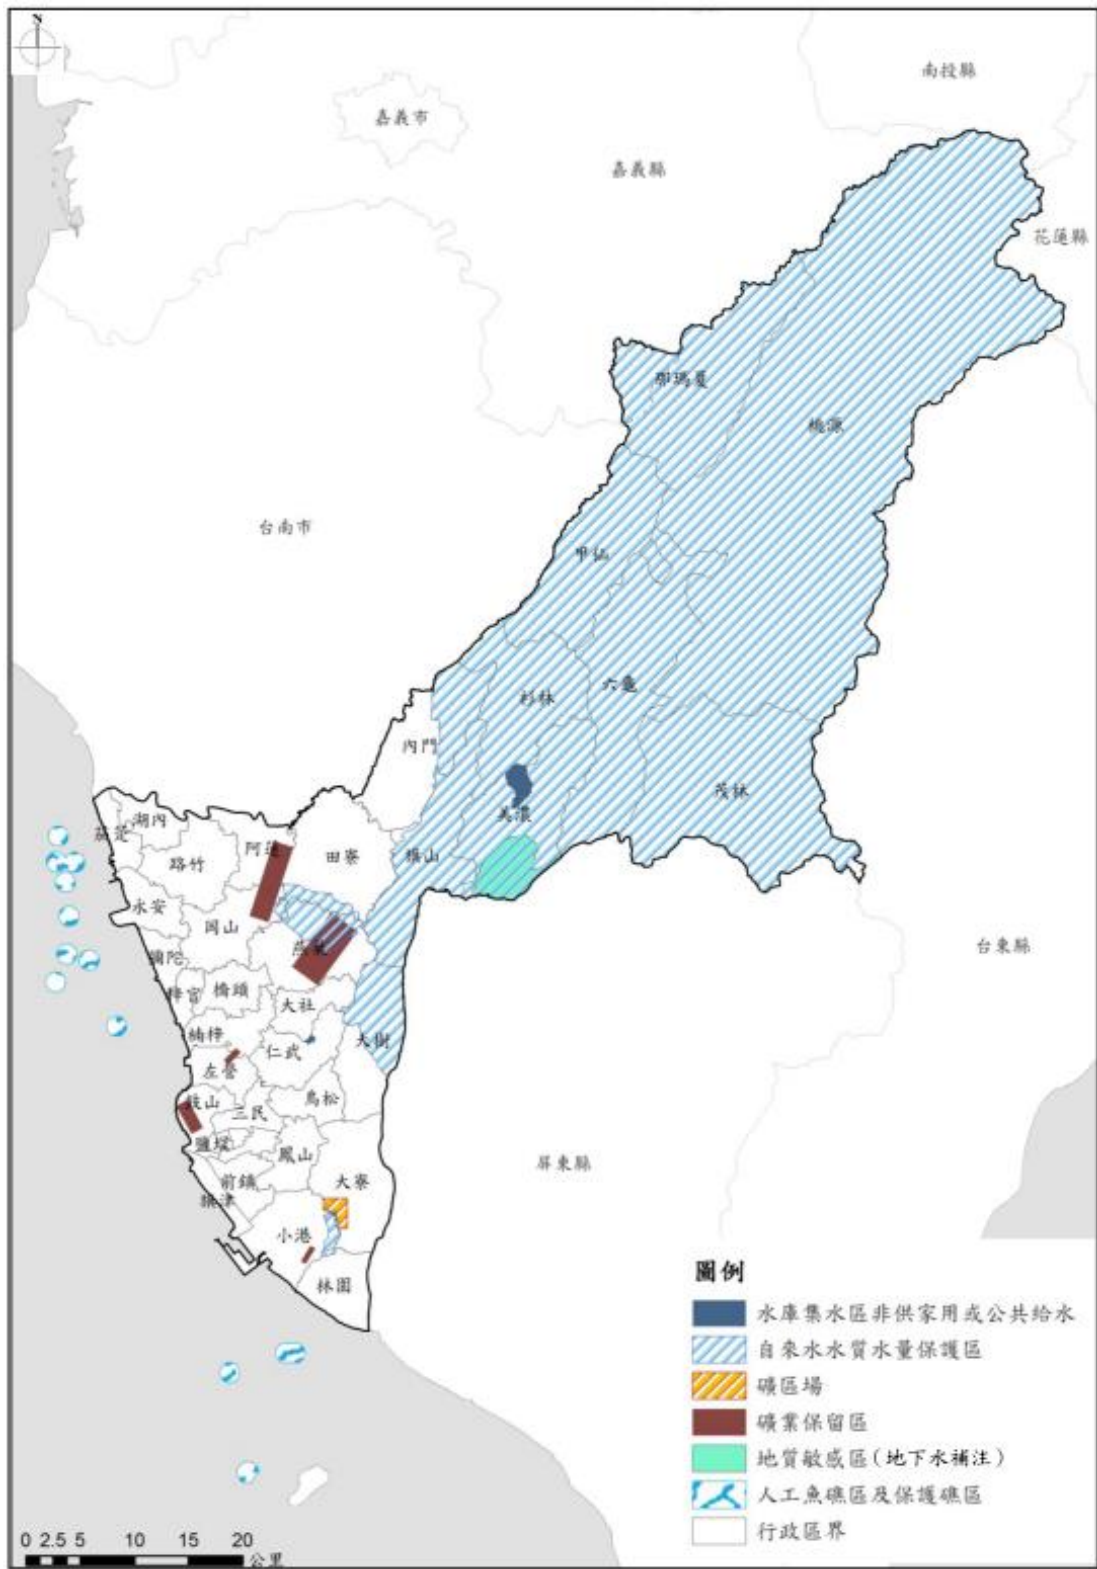 N
南投縣
嘉義市
嘉義縣
花蓮縣
那瑪夏
桃源
台南市
甲仙
杉林
六龜
內門
茂林
美濃
湖內
茄萣
阿蓮
田寮
旗山
路竹
永安
岡山
燕巢
台東縣
彌陀
梓官
橋頭
大社
楠梓
仁武
大樹
左營
鼓山
三民
鳥松
鹽埕
鳳山
屏東縣
前鎮
大寮
旗津
小港
林園
圖例
水庫集水區非供家用或公共給水
自來水水質水量保護區
礦區場
礦業保留區
地質敏感區(地下水補注)
人工魚礁區及保護礁區
行政區界
0 2.5 5 10 15 20
公里